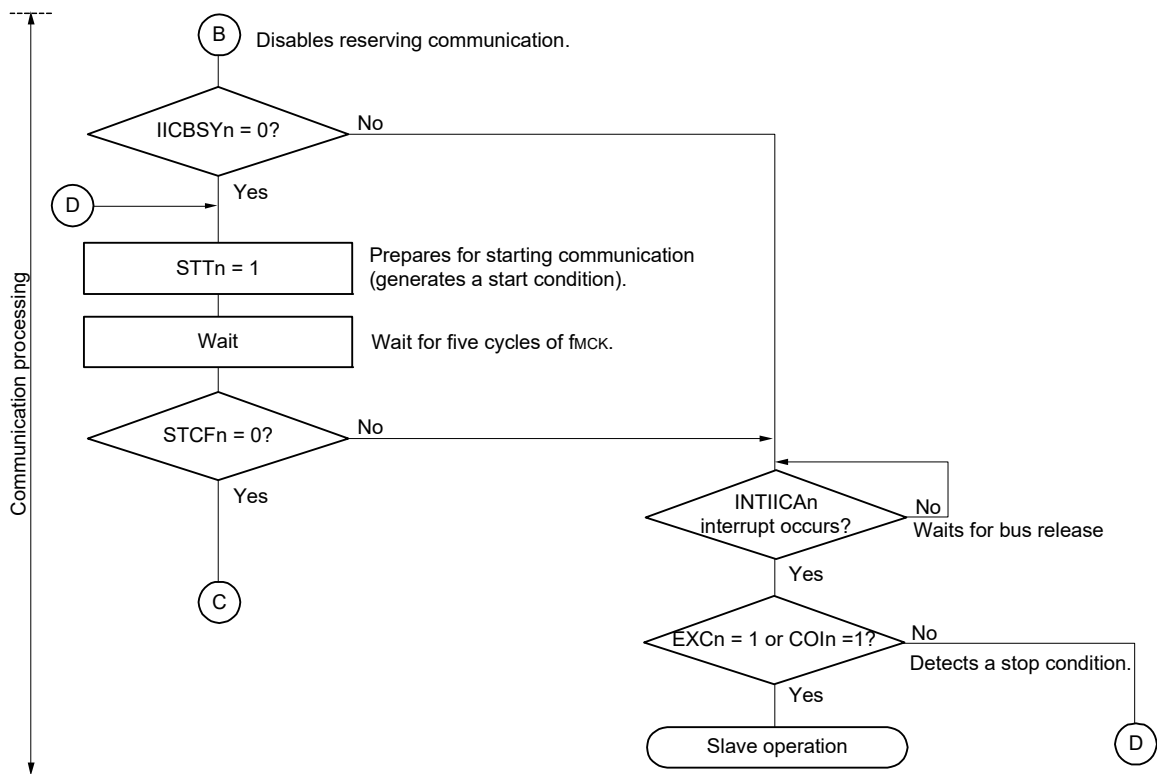 B
Disables reserving communication.
IICBSYn = 0?
No
Yes
D
STTn = 1
Prepares for starting communication
(generates a start condition).
Wait
Wait for five cycles of fMCK.
STCFn = 0?
No
Yes
C
INTIICAn
interrupt occurs?
No
Waits for bus release
Yes
EXCn = 1 or COIn =1?
No
Detects a stop condition.
Yes
Slave operation
D
Communication processing